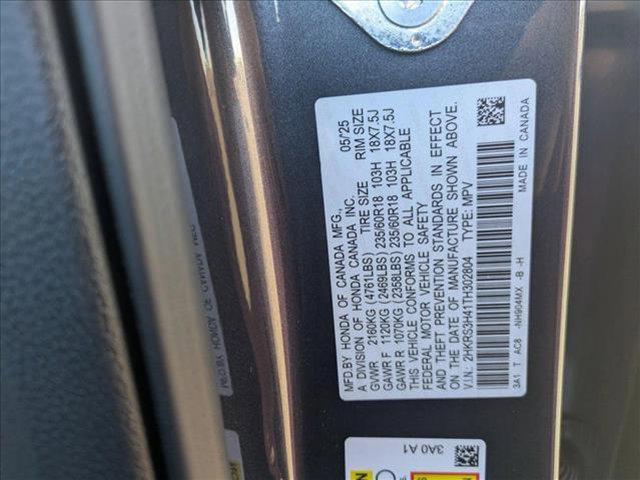 MFD.BY HONDA OF CANADA MFG., 05/25
A DIVISION OF HONDA CANADA INC.
TIRE SIZE RIM SIZE
GVWR 2160KG (4761LBS)
GAWR F 1120KG (2469LBS) 235/60R18 103H 18X7.5J
GAWR R 1070KG (2358LBS) 235/60R18 103H 18X7.5J
THIS VEHICLE CONFORMS TO ALL APPLICABLE
FEDERAL MOTOR VEHICLE SAFETY
AND THEFT PREVENTION STANDARDS IN EFFECT
ON THE DATE OF MANUFACTURE SHOWN ABOVE.
V.I.N.: 2HKRS3H41TH302804 TYPE: MPV
3A1 T AC8 -NH904MX -B -H MADE IN CANADA
3A0 A1